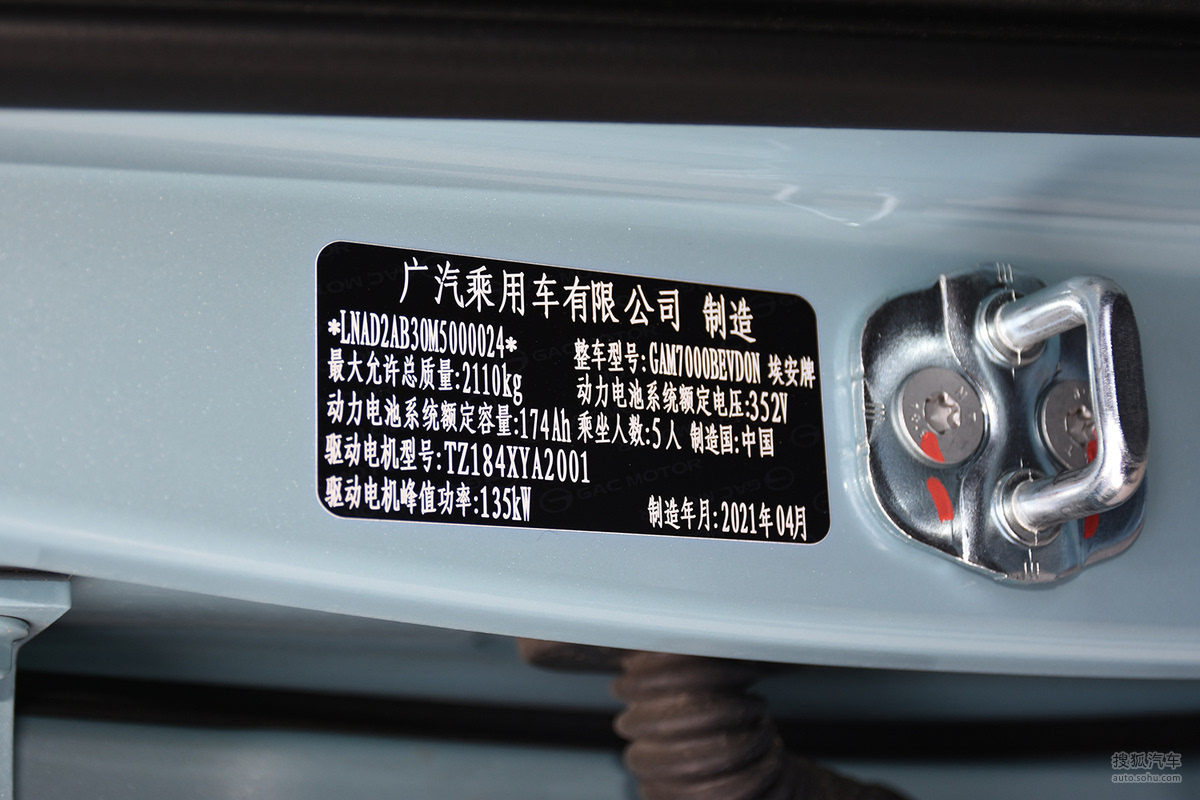 广汽乘用车有限公司 制造
*LNAD2AB30M5000024*
整车型号:GAM7000BEVD0N 埃安牌
最大允许总质量:2110kg
动力电池系统额定电压:352V
动力电池系统额定容量:174Ah 乘坐人数:5人 制造国:中国
驱动电机型号:TZ184XYA2001
驱动电机峰值功率:135kW
制造年月:2021年04月
搜狐汽车
auto.sohu.com